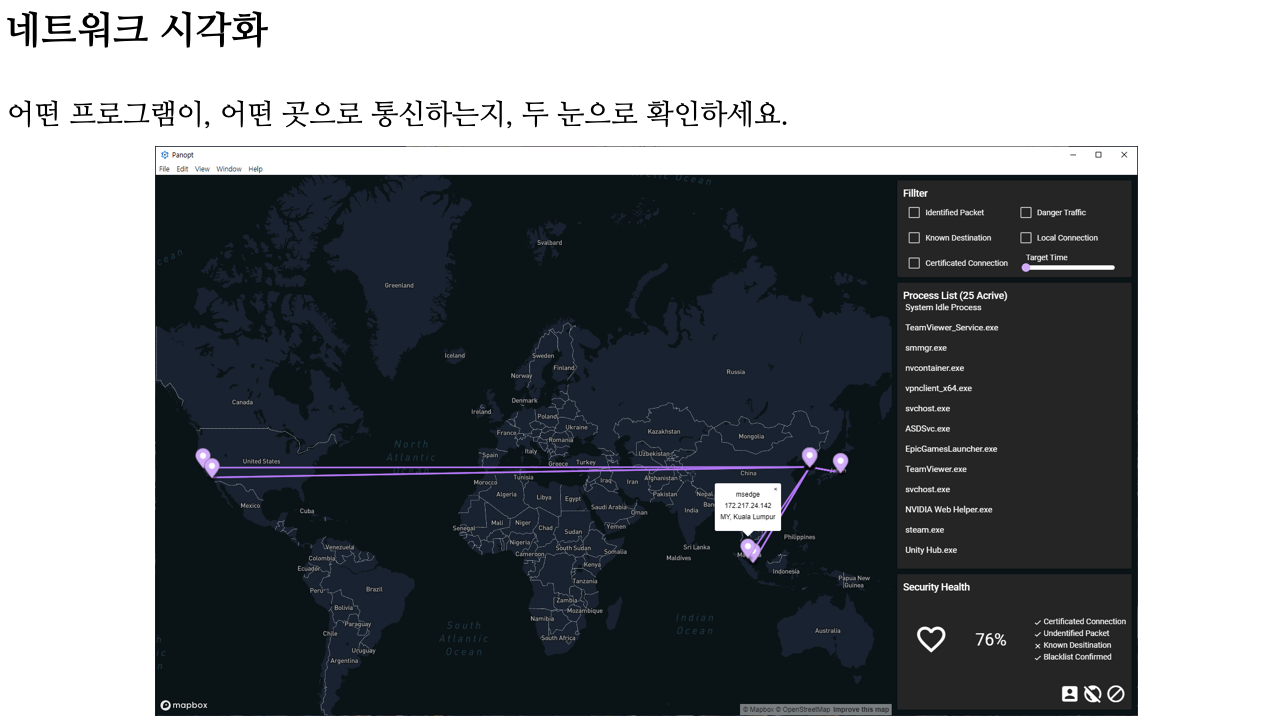 네트워크 시각화
어떤 프로그램이, 어떤 곳으로 통신하는지, 두 눈으로 확인하세요.
Panopt
File Edit View Window Help
Arctic Ocean
Svalbard
Greenland
Iceland
Sweden
Finland
Norway
Russia
Denmark
Canada
Ireland
Poland
Ukraine
France
Romania
Kazakhstan
Mongolia
North
Atlantic
Ocean
Spain
Italy
Uzbekistan
United States
Greece
Turkey
China
Morocco
Tunisia
Iraq
Iran
Afghanistan
Algeria
Libya
Egypt
Pakistan
Nepal
Mexico
Cuba
Saudi Arabia
Oman
India
Mali
Niger
Chad
Sudan
Yemen
Senegal
Nigeria
South Sudan
Somalia
Cameroon
Sri Lanka
Maldives
Philippines
Venezuela
Colombia
Ecuador
Kenya
Indonesia
Papua New
Guinea
Peru
Brazil
Tanzania
Bolivia
Zambia
Mozambique
Paraguay
Namibia
Chile
South
Atlantic
Ocean
Indian
Ocean
Australia
South Africa
Uruguay
Argentina
msedge
172.217.24.142
MY, Kuala Lumpur
mapbox
© Mapbox © OpenStreetMap Improve this map
Fillter
Identified Packet Danger Traffic
Known Destination Local Connection
Certificated Connection Target Time
Process List (25 Acrive)
System Idle Process
TeamViewer_Service.exe
smmgr.exe
nvcontainer.exe
vpnclient_x64.exe
svchost.exe
ASDSvc.exe
EpicGamesLauncher.exe
TeamViewer.exe
svchost.exe
NVIDIA Web Helper.exe
steam.exe
Unity Hub.exe
Security Health
76%
Certificated Connection
Undentified Packet
Known Desitination
Blacklist Confirmed